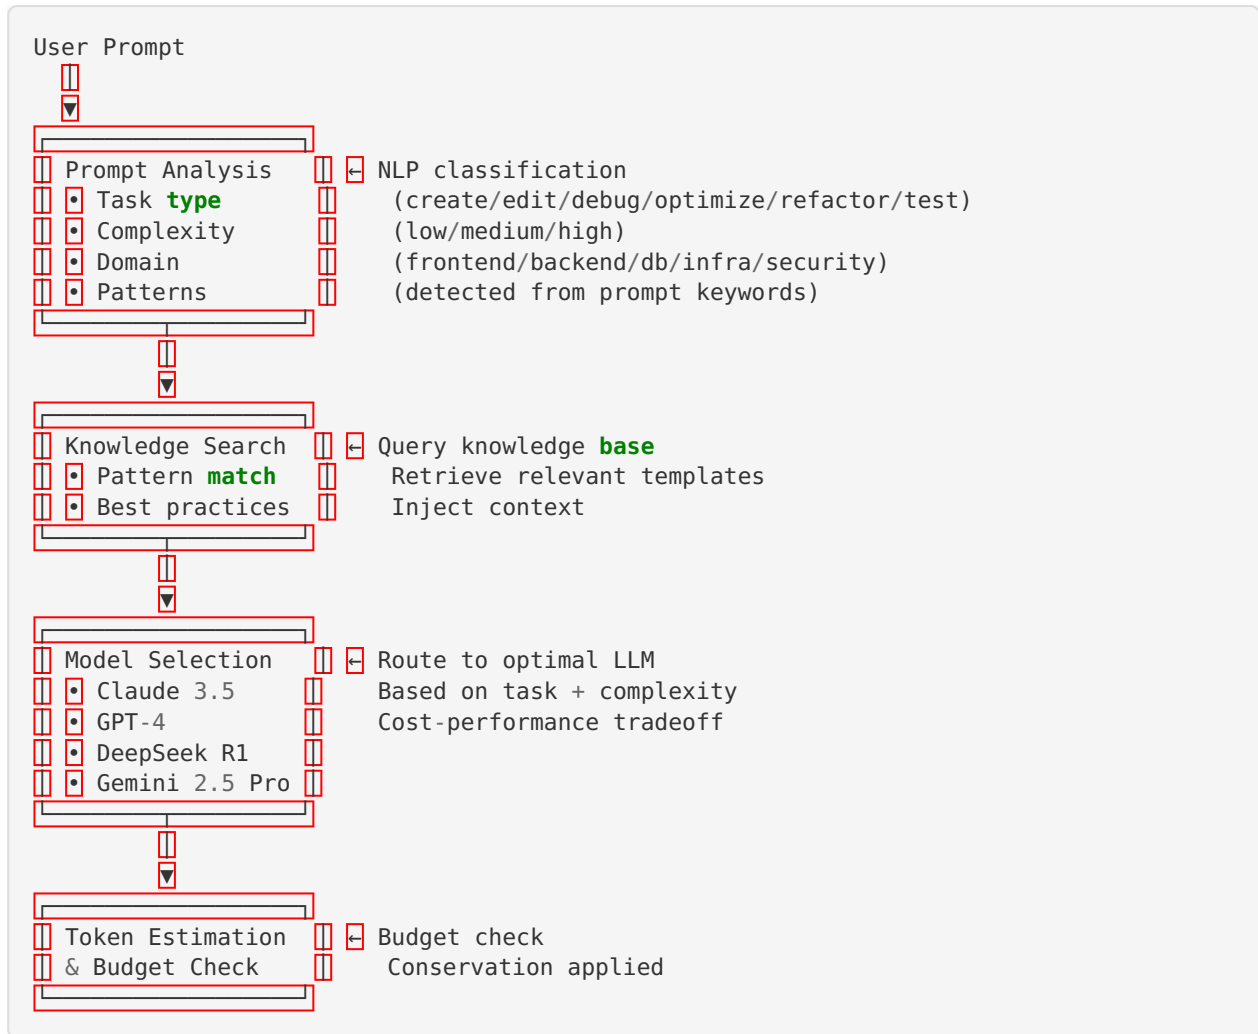 User Prompt
│
▼
┌─────────────────────────┐
│ Prompt Analysis │ ← NLP classification
│ • Task type │ (create/edit/debug/optimize/refactor/test)
│ • Complexity │ (low/medium/high)
│ • Domain │ (frontend/backend/db/infra/security)
│ • Patterns │ (detected from prompt keywords)
└───────────┬─────────────┘
│
▼
┌─────────────────────────┐
│ Knowledge Search │ ← Query knowledge base
│ • Pattern match │ Retrieve relevant templates
│ • Best practices │ Inject context
└───────────┬─────────────┘
│
▼
┌─────────────────────────┐
│ Model Selection │ ← Route to optimal LLM
│ • Claude 3.5 │ Based on task + complexity
│ • GPT-4 │ Cost-performance tradeoff
│ • DeepSeek R1 │
│ • Gemini 2.5 Pro │
└───────────┬─────────────┘
│
▼
┌─────────────────────────┐
│ Token Estimation │ ← Budget check
│ & Budget Check │ Conservation applied
└─────────────────────────┘